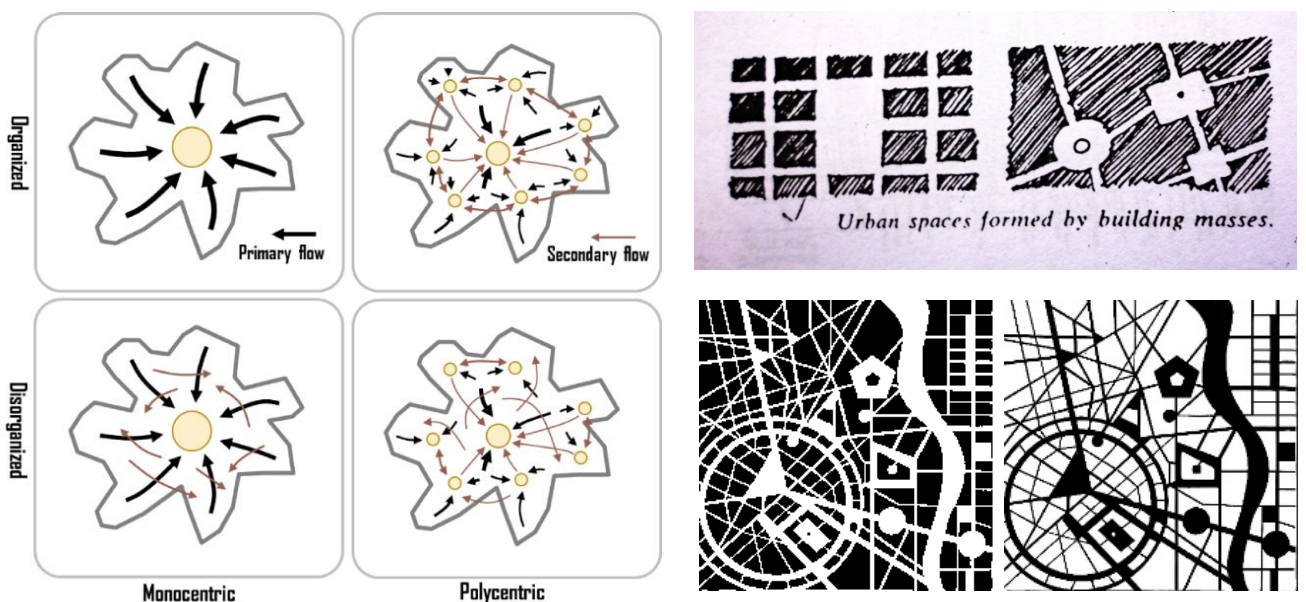 Organized
Primary flow
Secondary flow
Disorganized
Monocentric
Polycentric
Urban spaces formed by building masses.